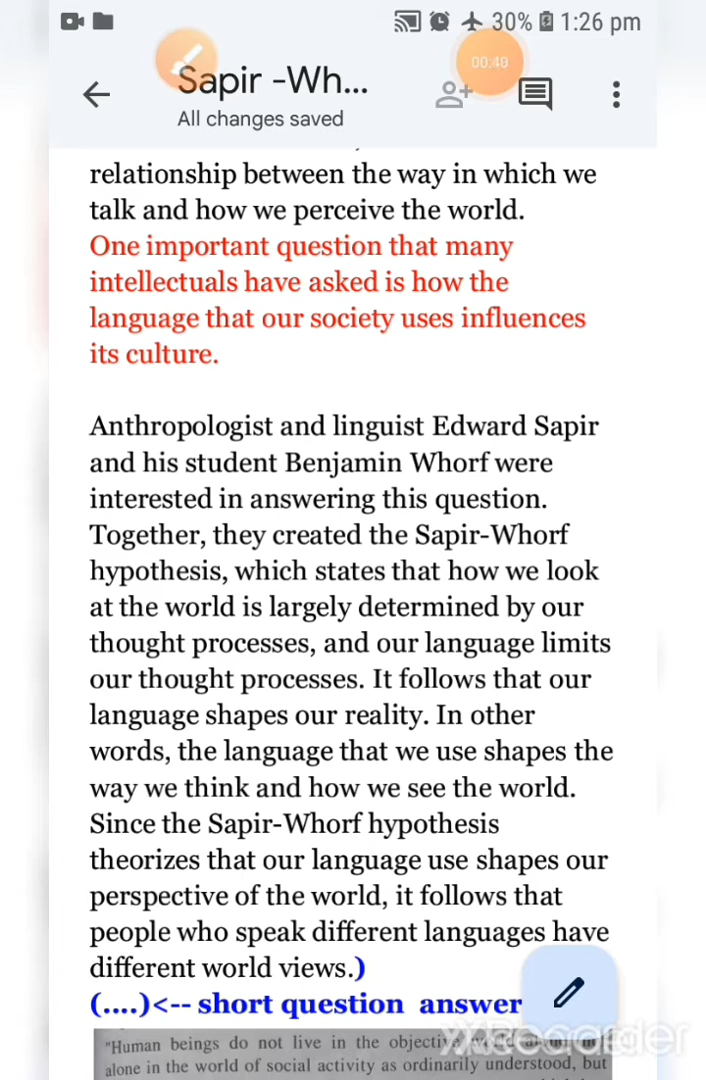 30% 1:26 pm
00:40
Sapir -Wh...
All changes saved
relationship between the way in which we
talk and how we perceive the world.
One important question that many
intellectuals have asked is how the
language that our society uses influences
its culture.
Anthropologist and linguist Edward Sapir
and his student Benjamin Whorf were
interested in answering this question.
Together, they created the Sapir-Whorf
hypothesis, which states that how we look
at the world is largely determined by our
thought processes, and our language limits
our thought processes. It follows that our
language shapes our reality. In other
words, the language that we use shapes the
way we think and how we see the world.
Since the Sapir-Whorf hypothesis
theorizes that our language use shapes our
perspective of the world, it follows that
people who speak different languages have
different world views.)
(....)<-- short question answer
"Human beings do not live in the objective world
alone in the world of social activity as ordinarily understood, but
XRecorder